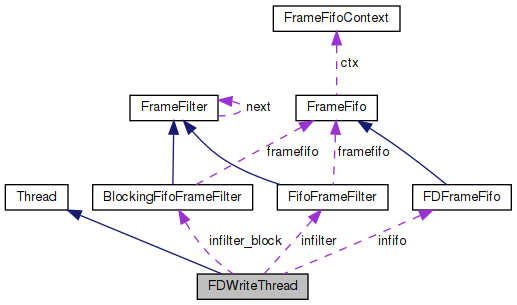 FrameFifoContext
ctx
FrameFilter
next
FrameFifo
framefifo
framefifo
Thread
BlockingFifoFrameFilter
FifoFrameFilter
FDFrameFifo
infilter_block
infilter
infifo
FDWriteThread